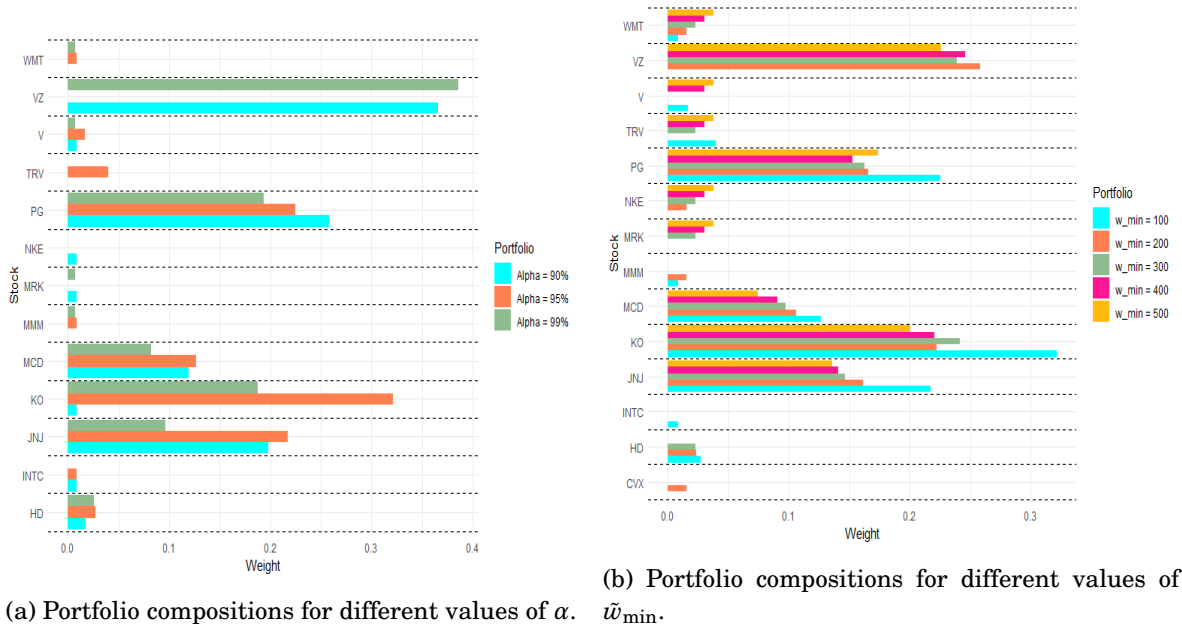 WMT
VZ
V
TRV
PG
NKE
MRK
MMM
MCD
KO
JNJ
INTC
HD
Stock
0.0 0.1 0.2 0.3 0.4
Weight
Portfolio
Alpha = 90%
Alpha = 95%
Alpha = 99%
(a) Portfolio compositions for different values of α.
WMT
VZ
V
TRV
PG
NKE
MRK
MMM
MCD
KO
JNJ
INTC
HD
CVX
Stock
0.0 0.1 0.2 0.3
Weight
Portfolio
w_min = 100
w_min = 200
w_min = 300
w_min = 400
w_min = 500
(b) Portfolio compositions for different values of
w̃min.